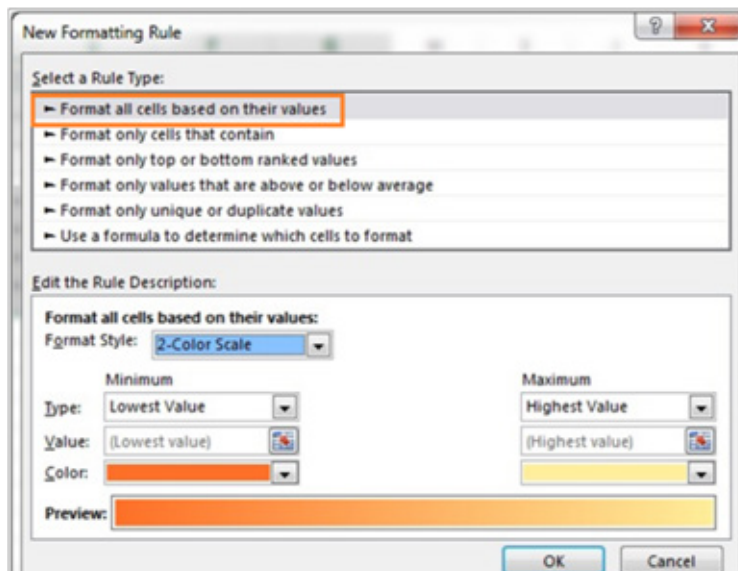 New Formatting Rule
Select a Rule Type:
► Format all cells based on their values
► Format only cells that contain
► Format only top or bottom ranked values
► Format only values that are above or below average
► Format only unique or duplicate values
► Use a formula to determine which cells to format
Edit the Rule Description:
Format all cells based on their values:
Format Style: 2-Color Scale
Minimum Maximum
Type: Lowest Value Highest Value
Value: (Lowest value) (Highest value)
Color:
Preview:
OK Cancel